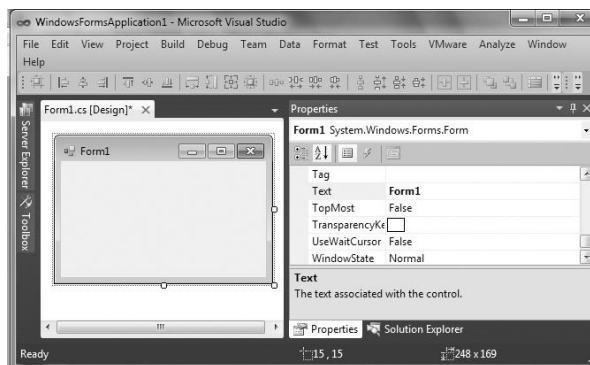 WindowsFormsApplication1 - Microsoft Visual Studio
File Edit View Project Build Debug Team Data Format Test Tools VMware Analyze Window
Help
Form1.cs [Design]* ×
Server Explorer
Toolbox
Form1
Properties
Form1 System.Windows.Forms.Form
Tag
Text Form1
TopMost False
TransparencyKe
UseWaitCursor False
WindowState Normal
Text
The text associated with the control.
Properties Solution Explorer
Ready 15 , 15 248 x 169